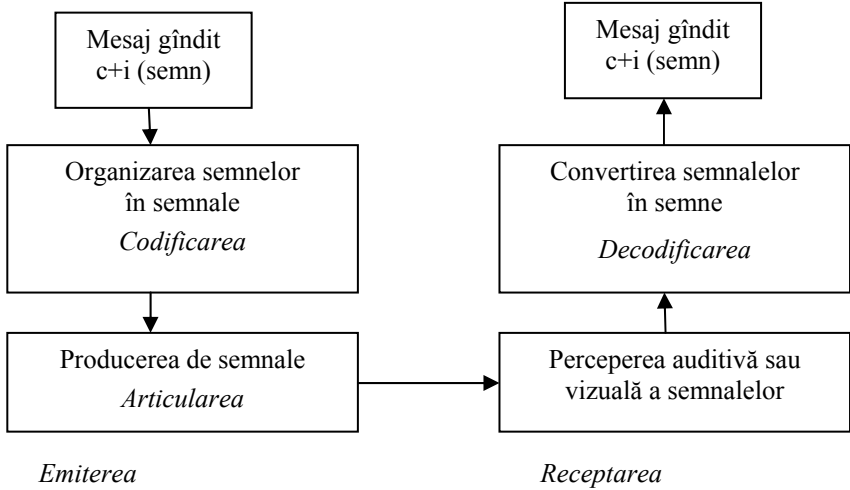 Mesaj gîndit
c+i (semn)
Organizarea semnelor
în semnale
Codificarea
Producerea de semnale
Articularea
Emiterea
Mesaj gîndit
c+i (semn)
Convertirea semnalelor
în semne
Decodificarea
Perceperea auditivă sau
vizuală a semnalelor
Receptarea